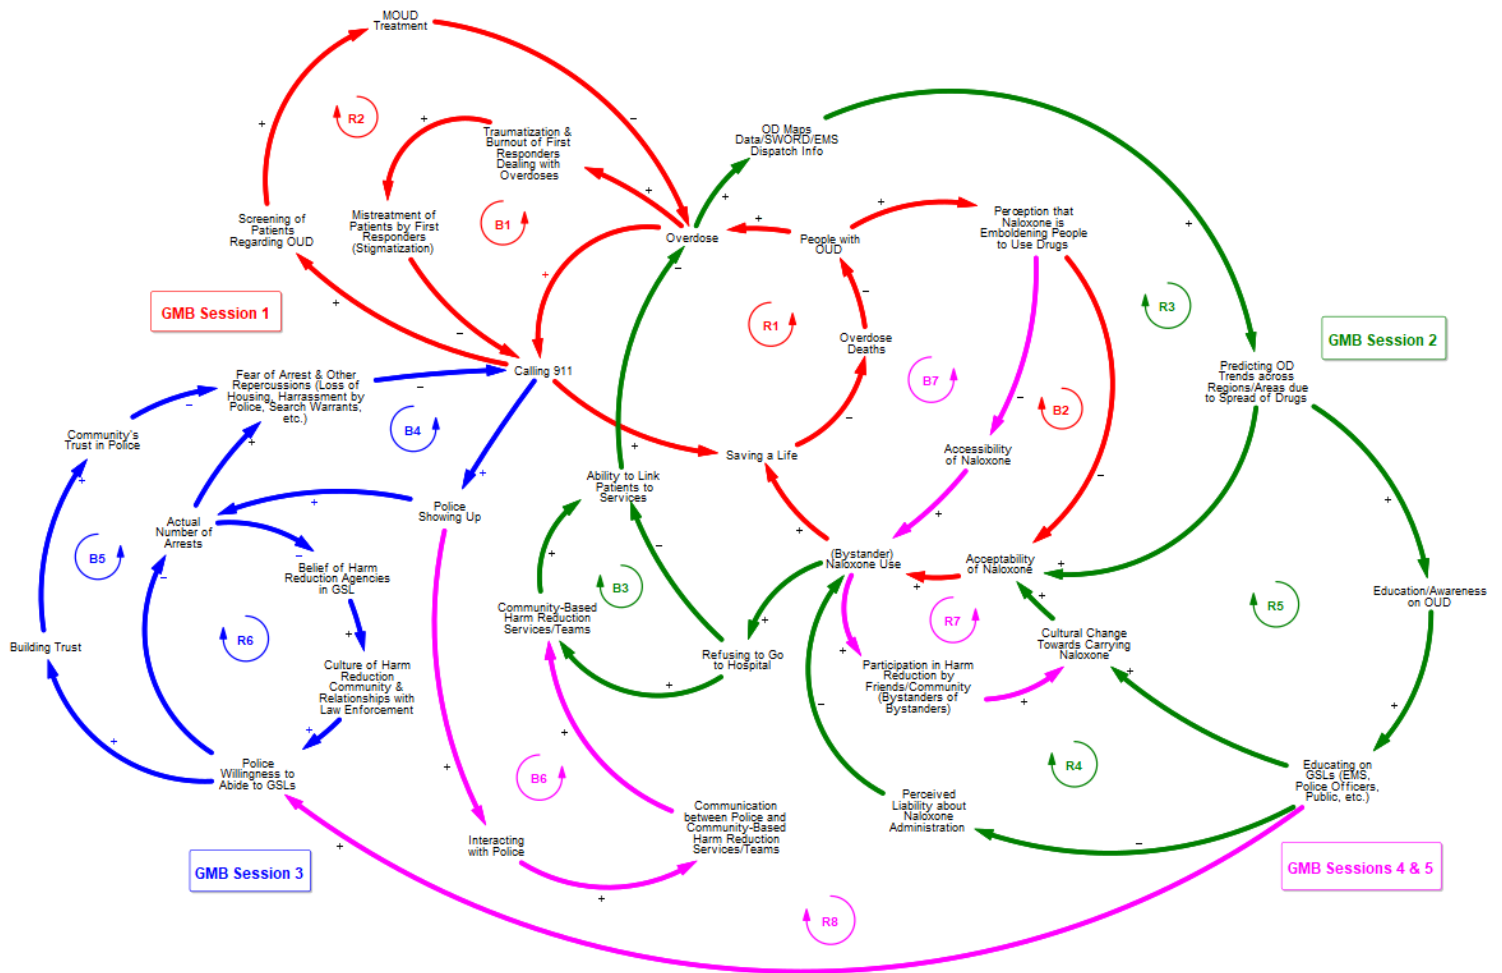 MOUD
Treatment
R2
Traumatization &
Burnout of First
Responders
Dealing with
Overdoses
OD Maps
Data/SWORD/EMS
Dispatch Info
Screening of
Patients
Regarding OUD
Mistreatment of
Patients by First
Responders
(Stigmatization)
B1
Overdose
People with
OUD
Perception that
Naloxone is
Emboldening People
to Use Drugs
GMB Session 1
R1
R3
GMB Session 2
Overdose
Deaths
Fear of Arrest & Other
Repercussions (Loss of
Housing, Harrassment by
Police, Search Warrants,
etc.)
Calling 911
B4
B7
B2
Predicting OD
Trends across
Regions/Areas due
to Spread of Drugs
Community's
Trust in Police
Saving a Life
Accessibility
of Naloxone
Ability to Link
Patients to
Services
Police
Showing Up
Actual
Number of
Arrests
B5
Belief of Harm
Reduction Agencies
in GSL
(Bystander)
Naloxone Use
Acceptability
of Naloxone
B3
Community-Based
Harm Reduction
Services/Teams
R7
R5
Education/Awareness
on OUD
Building Trust
R6
Refusing to Go
to Hospital
Cultural Change
Towards Carrying
Naloxone
Culture of Harm
Reduction
Community &
Relationships with
Law Enforcement
Participation in Harm
Reduction by
Friends/Community
(Bystanders of
Bystanders)
Police
Willingness to
Abide to GSLs
B6
R4
Educating on
GSLs (EMS,
Police Officers,
Public, etc.)
Perceived
Liability about
Naloxone
Administration
Communication
between Police and
Community-Based
Harm Reduction
Services/Teams
Interacting
with Police
GMB Session 3
GMB Sessions 4 & 5
R8